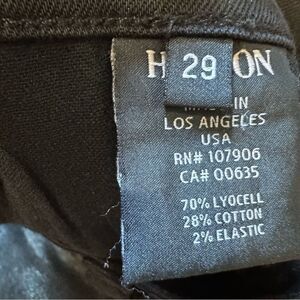 H 29 ON
IN
LOS ANGELES
USA
RN# 107906
CA# 00635
70% LYOCELL
28% COTTON
2% ELASTIC